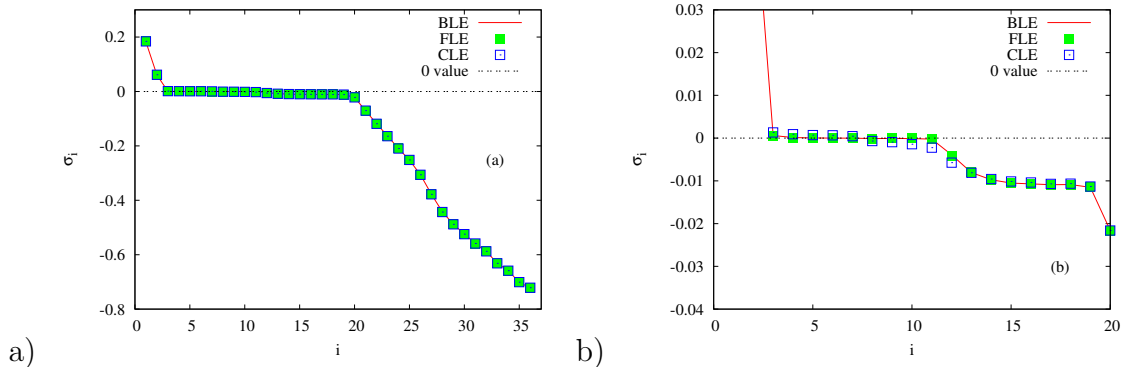 BLE
FLE
CLE
0 value
0.2
0
-0.2
-0.4
-0.6
-0.8
σi
(a)
0 5 10 15 20 25 30 35
i
a)
BLE
FLE
CLE
0 value
0.03
0.02
0.01
0
-0.01
-0.02
-0.03
-0.04
σi
(b)
0 5 10 15 20
i
b)